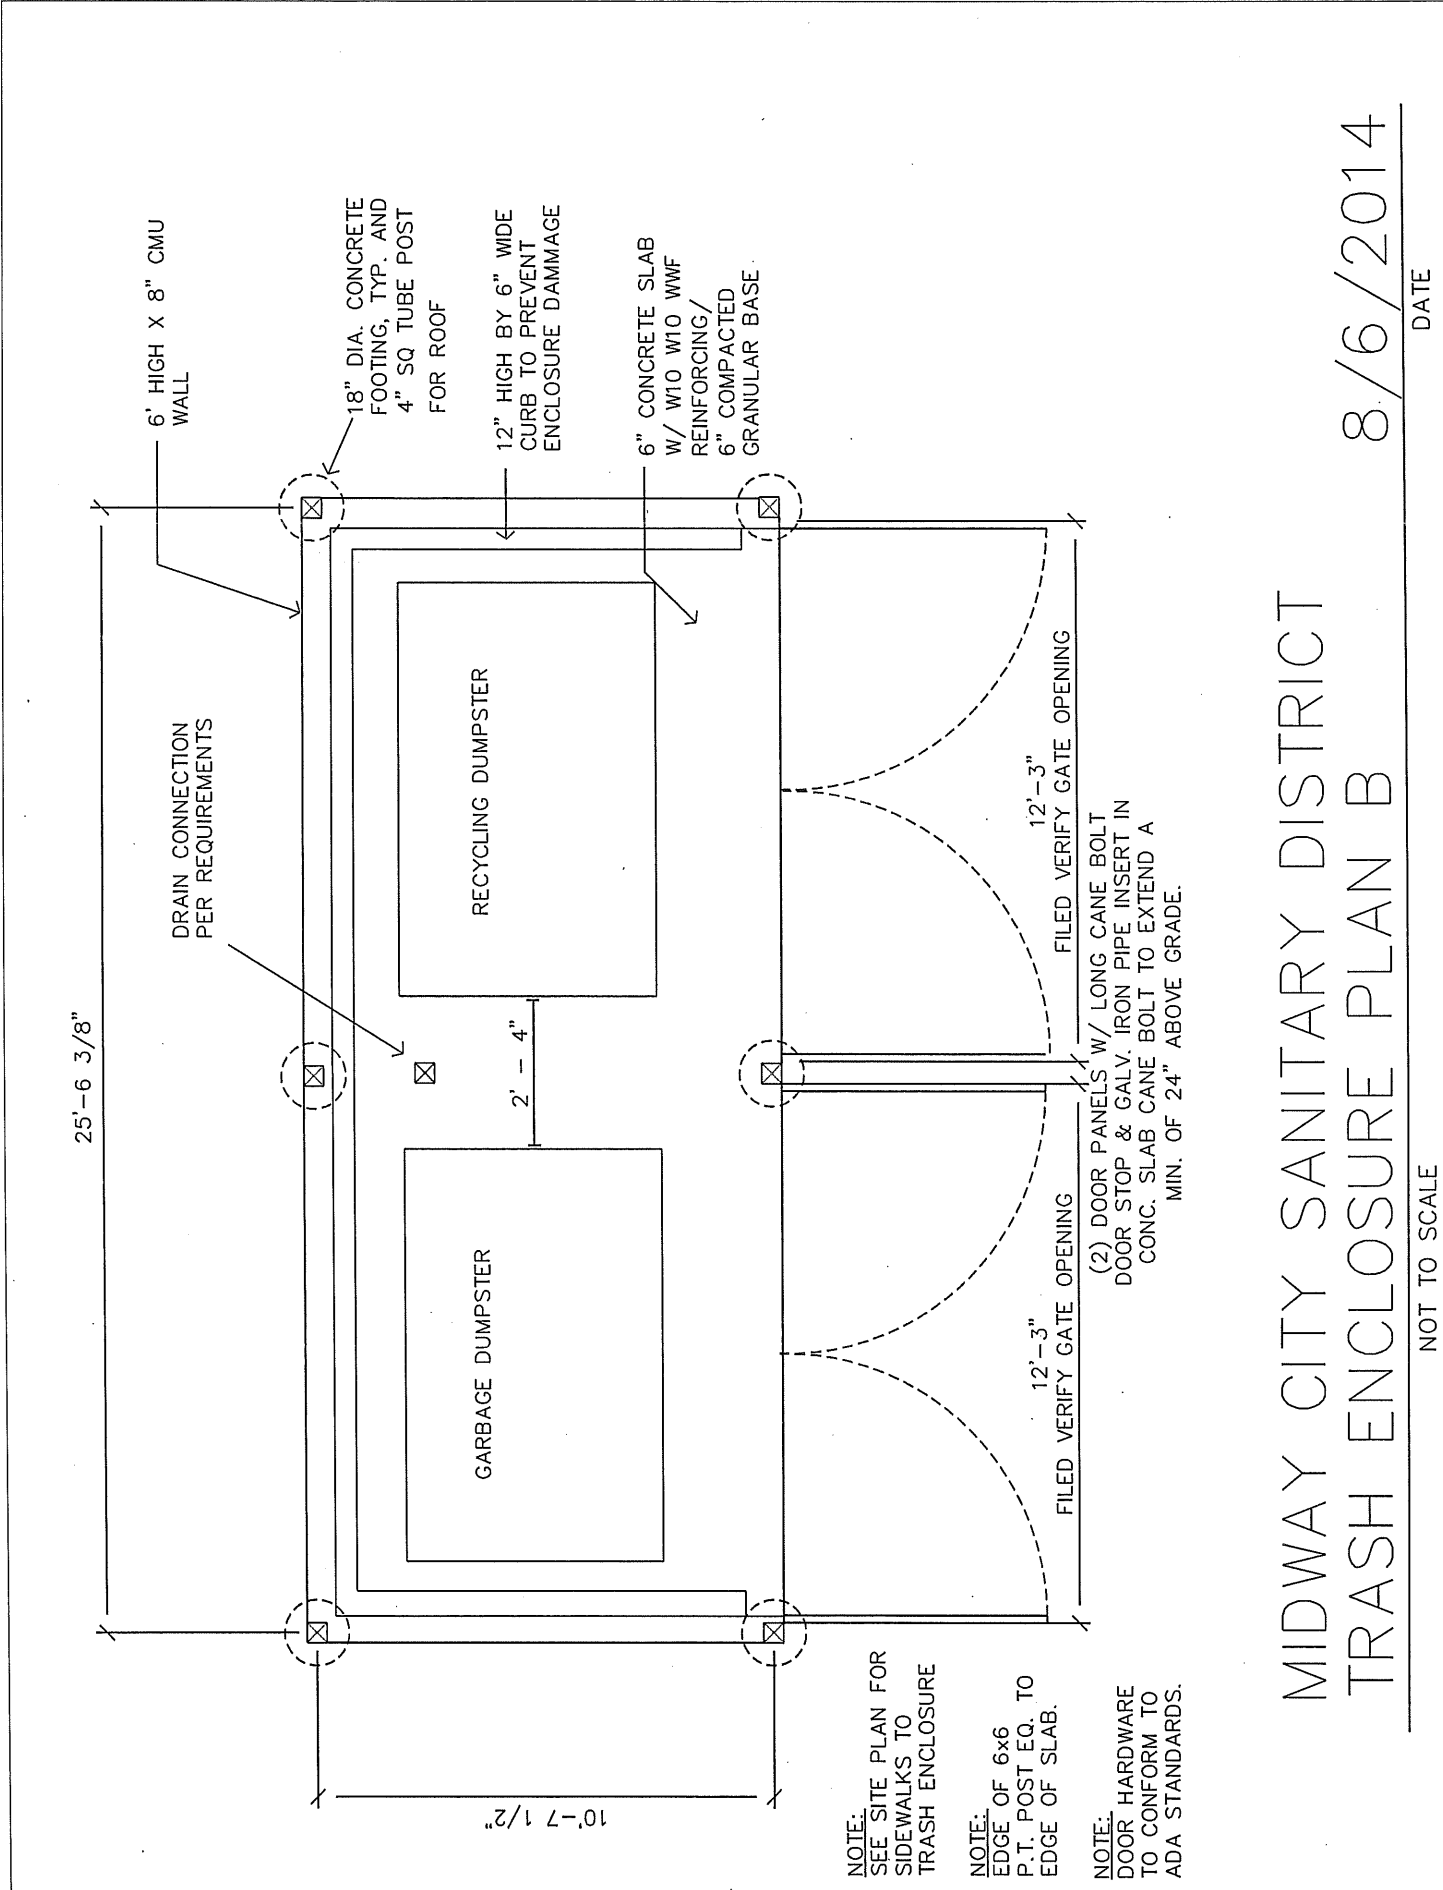 25'-6 3/8"
6' HIGH X 8" CMU
WALL
DRAIN CONNECTION
PER REQUIREMENTS
18" DIA. CONCRETE
FOOTING, TYP. AND
4" SQ TUBE POST
FOR ROOF
12" HIGH BY 6" WIDE
CURB TO PREVENT
ENCLOSURE DAMMAGE
6" CONCRETE SLAB
W/ W10 W10 WWF
REINFORCING/
6" COMPACTED
GRANULAR BASE
GARBAGE DUMPSTER
2' - 4"
RECYCLING DUMPSTER
10'-7 1/2"
12'-3"
FILED VERIFY GATE OPENING
12'-3"
FILED VERIFY GATE OPENING
(2) DOOR PANELS W/ LONG CANE BOLT
DOOR STOP & GALV. IRON PIPE INSERT IN
CONC. SLAB CANE BOLT TO EXTEND A
MIN. OF 24" ABOVE GRADE.
NOTE:
SEE SITE PLAN FOR
SIDEWALKS TO
TRASH ENCLOSURE
NOTE:
EDGE OF 6x6
P.T. POST EQ. TO
EDGE OF SLAB.
NOTE:
DOOR HARDWARE
TO CONFORM TO
ADA STANDARDS.
MIDWAY CITY SANITARY DISTRICT
TRASH ENCLOSURE PLAN B 8/6/2014
NOT TO SCALE DATE